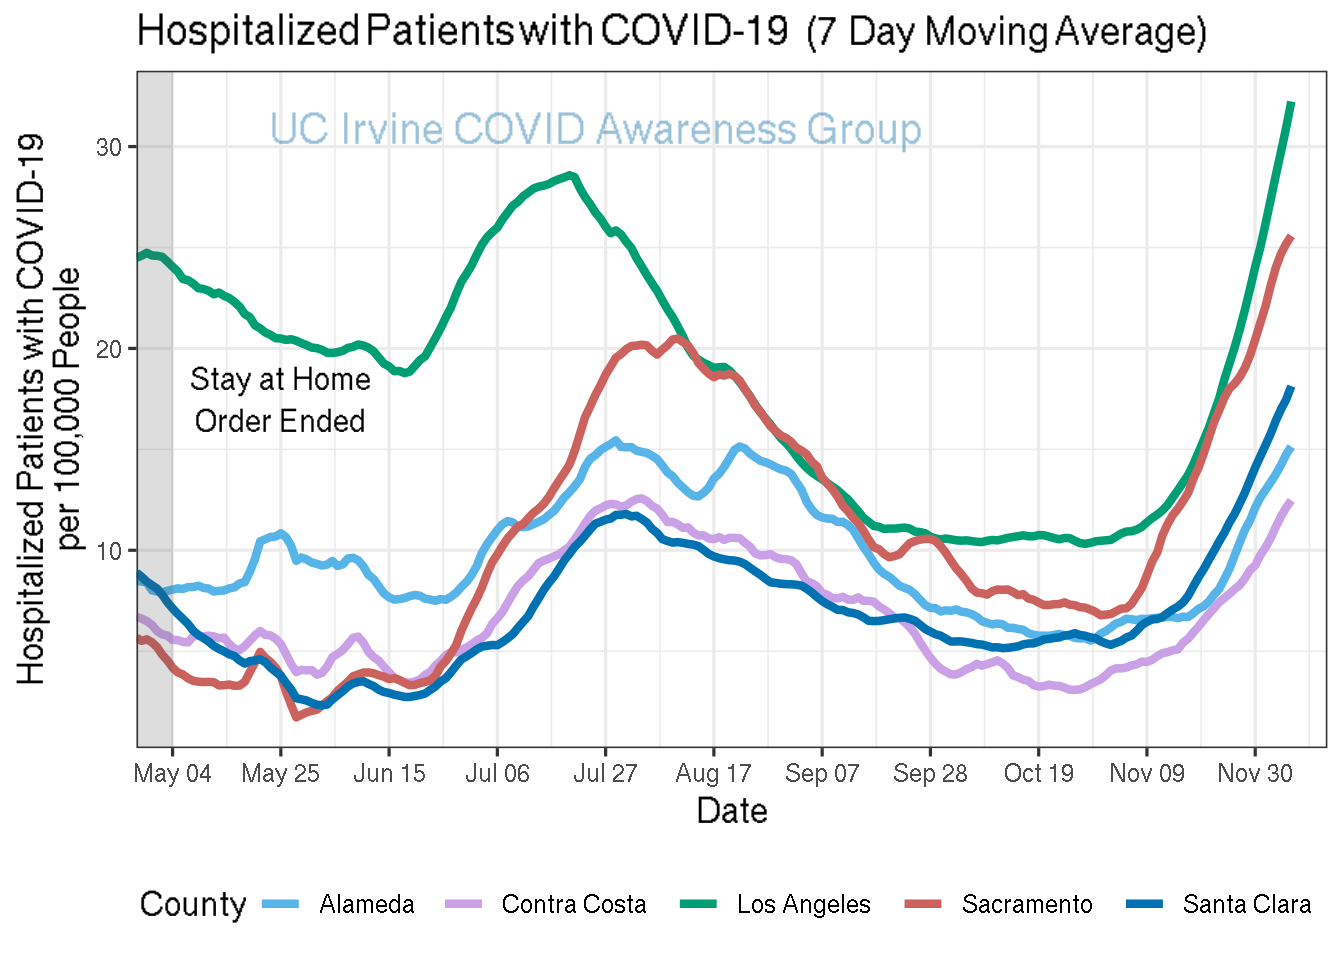 Hospitalized Patients with COVID-19 (7 Day Moving Average)
UC Irvine COVID Awareness Group
Hospitalized Patients with COVID-19
per 100,000 People
30
20
10
Stay at Home
Order Ended
May 04 May 25 Jun 15 Jul 06 Jul 27 Aug 17 Sep 07 Sep 28 Oct 19 Nov 09 Nov 30
Date
County Alameda Contra Costa Los Angeles Sacramento Santa Clara